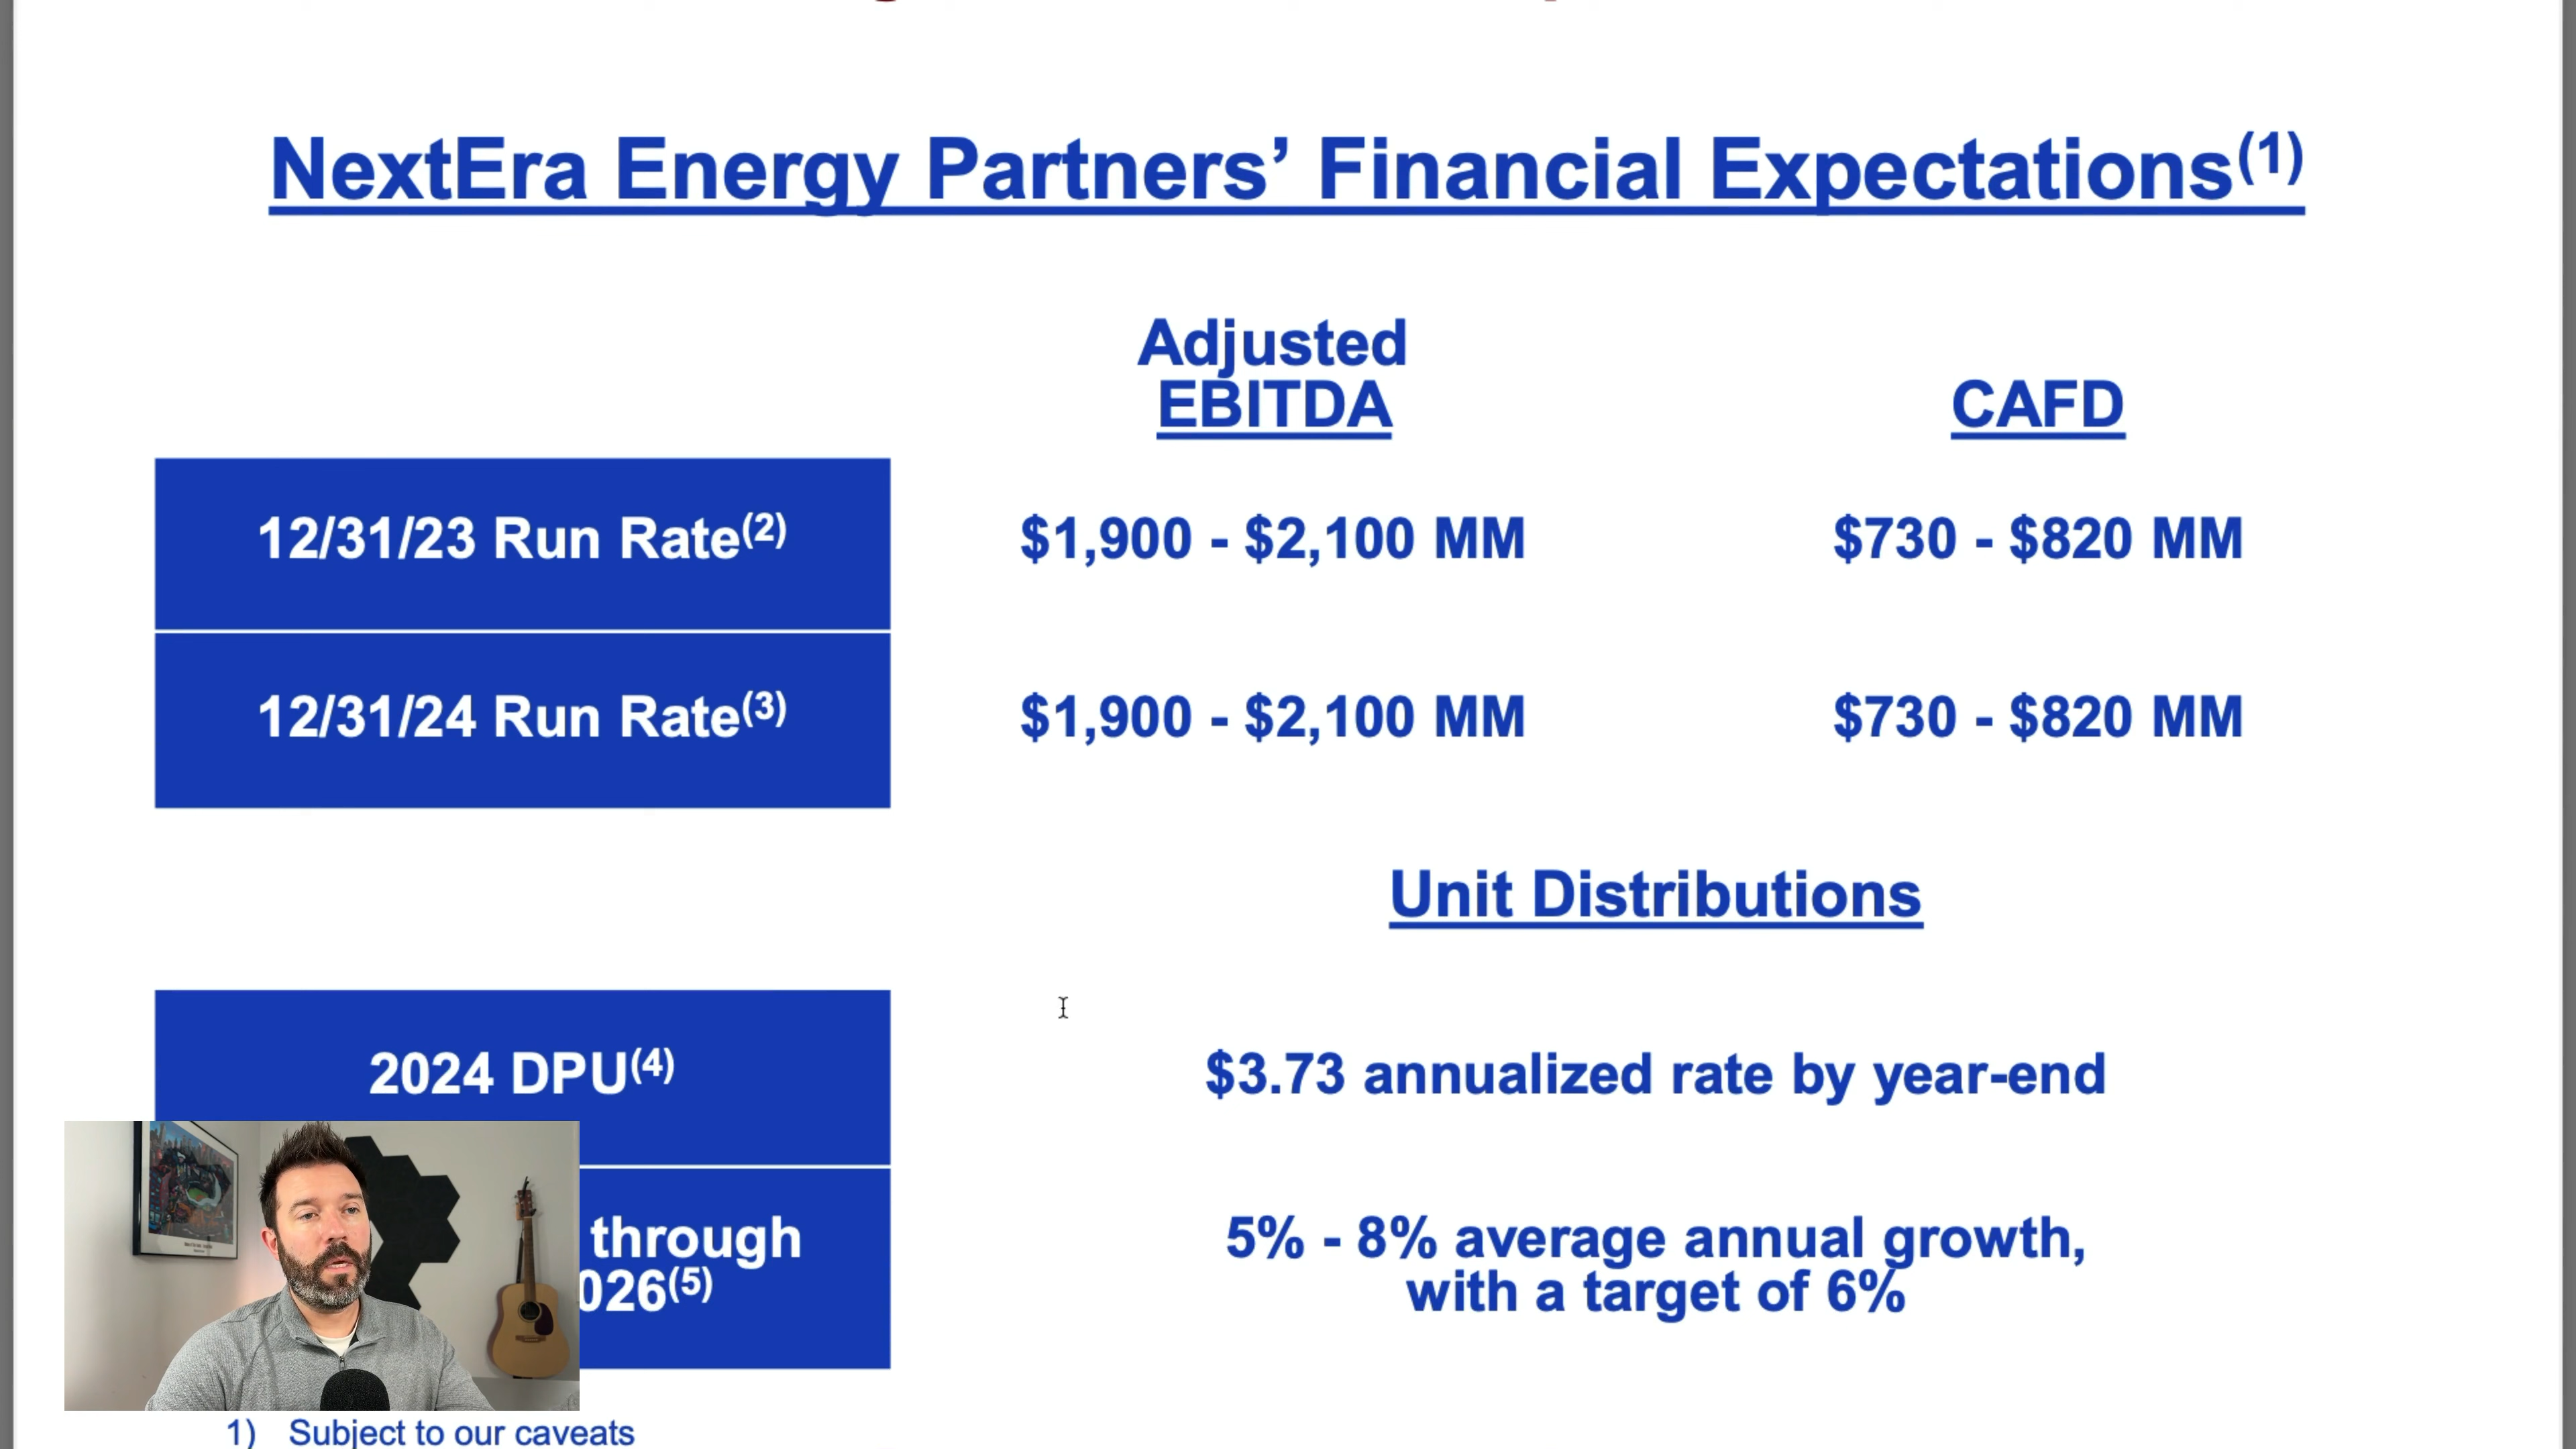 NextEra Energy Partners’ Financial Expectations(1)
Adjusted
EBITDA
CAFD
12/31/23 Run Rate(2)
$1,900 - $2,100 MM
$730 - $820 MM
12/31/24 Run Rate(3)
$1,900 - $2,100 MM
$730 - $820 MM
Unit Distributions
2024 DPU(4)
$3.73 annualized rate by year-end
through
026(5)
5% - 8% average annual growth,
with a target of 6%
1) Subject to our caveats